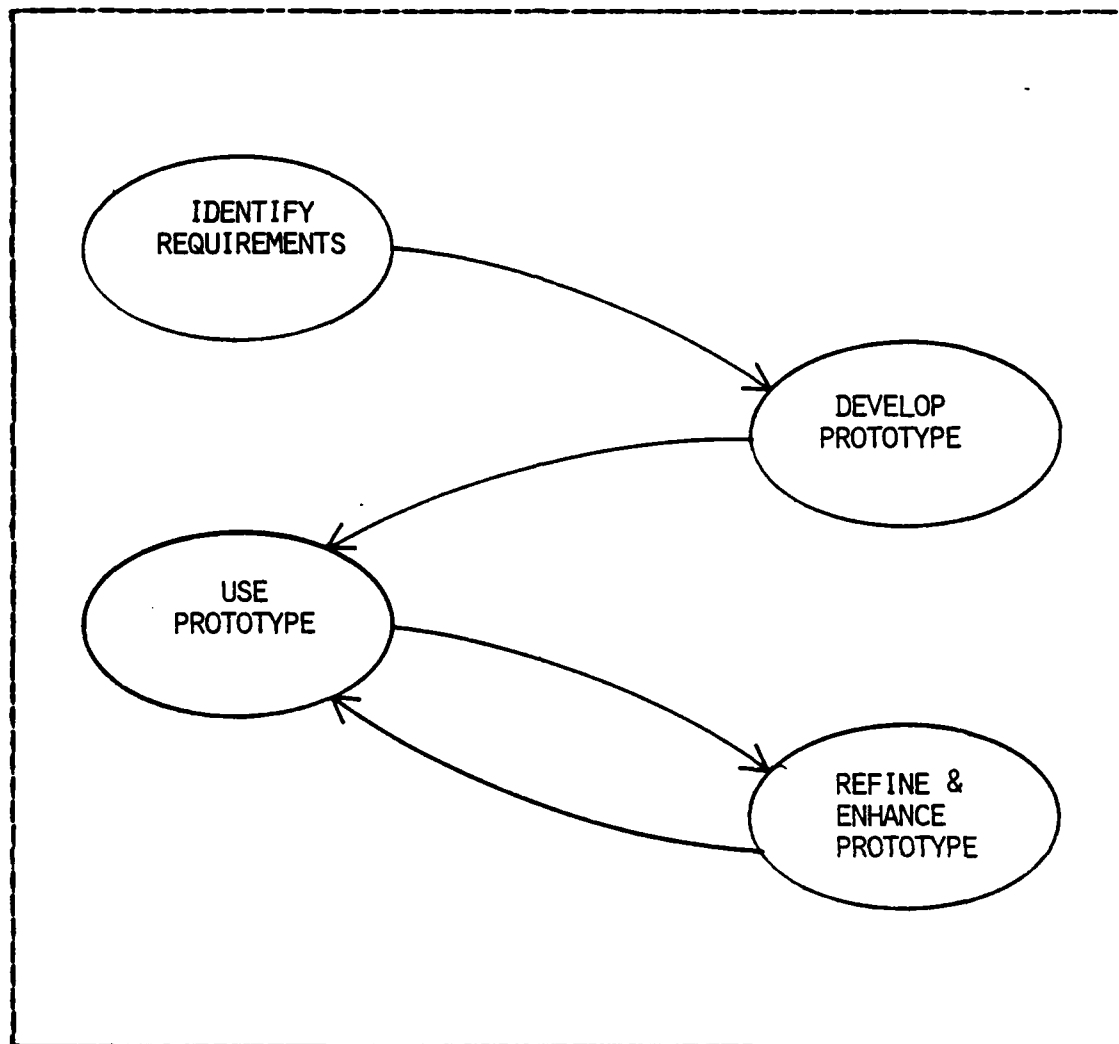 IDENTIFY
REQUIREMENTS
DEVELOP
PROTOTYPE
USE
PROTOTYPE
REFINE &
ENHANCE
PROTOTYPE